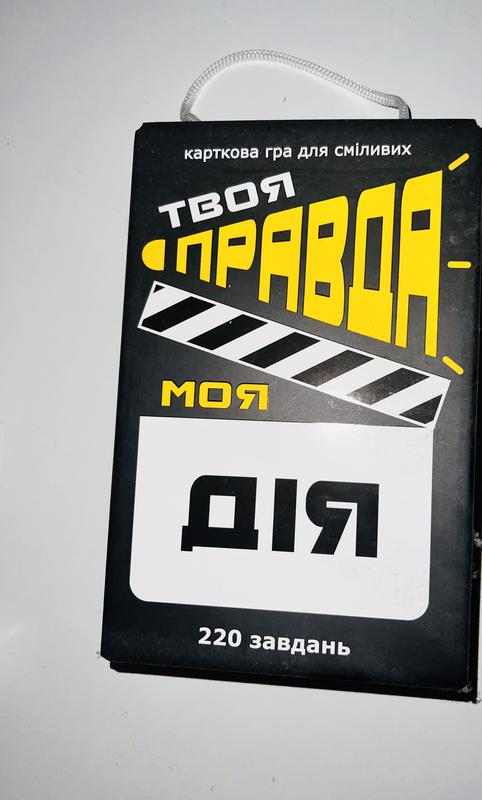 карткова гра для сміливих
ТВОЯ
ПРАВДА
МОЯ
ДІЯ
220 завдань